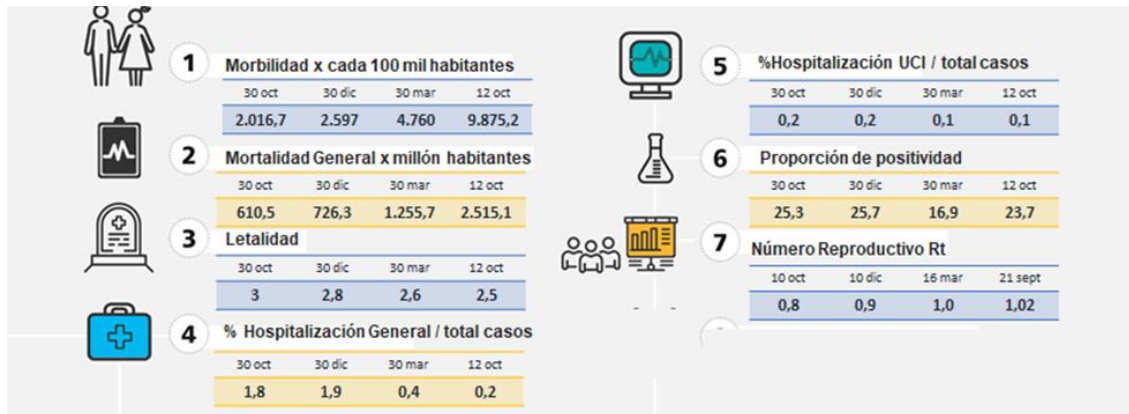 1
Morbilidad x cada 100 mil habitantes
30 oct 30 dic 30 mar 12 oct
2.016,7 2.597 4.760 9.875,2
2
Mortalidad General x millón habitantes
30 oct 30 dic 30 mar 12 oct
610,5 726,3 1.255,7 2.515,1
3
Letalidad
30 oct 30 dic 30 mar 12 oct
3 2,8 2,6 2,5
4
% Hospitalización General / total casos
30 oct 30 dic 30 mar 12 oct
1,8 1,9 0,4 0,2
5
%Hospitalización UCI / total casos
30 oct 30 dic 30 mar 12 oct
0,2 0,2 0,1 0,1
6
Proporción de positividad
30 oct 30 dic 30 mar 12 oct
25,3 25,7 16,9 23,7
7
Número Reproductivo Rt
10 oct 10 dic 16 mar 21 sept
0,8 0,9 1,0 1,02